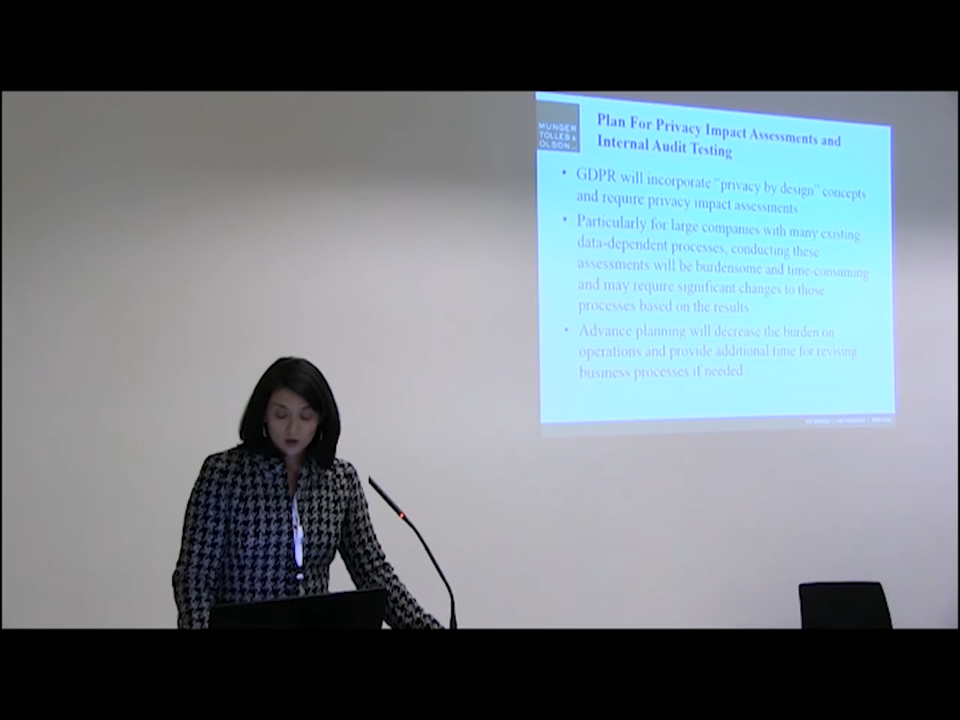 MUNGER
TOLLES &
OLSON LLP
Plan For Privacy Impact Assessments and
Internal Audit Testing
• GDPR will incorporate "privacy by design" concepts
and require privacy impact assessments
• Particularly for large companies with many existing
data-dependent processes, conducting these
assessments will be burdensome and time-consuming
and may require significant changes to those
processes based on the results
• Advance planning will decrease the burden on
operations and provide additional time for revising
business processes if needed